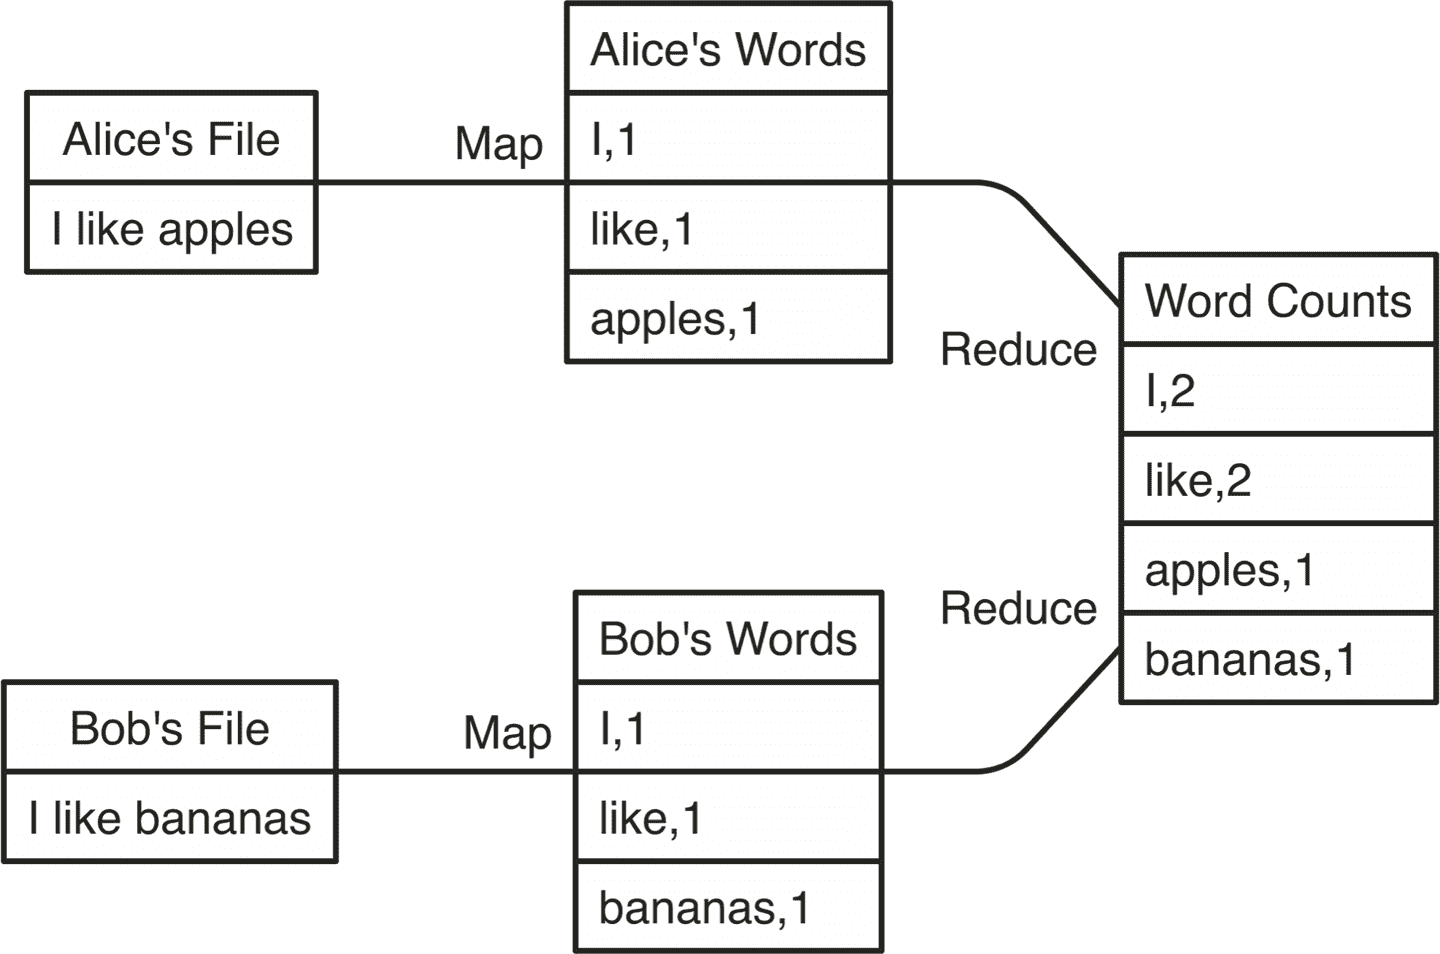 Alice's File
I like apples
Map
Alice's Words
I,1
like,1
apples,1
Reduce
Bob's File
I like bananas
Map
Bob's Words
I,1
like,1
bananas,1
Reduce
Word Counts
I,2
like,2
apples,1
bananas,1